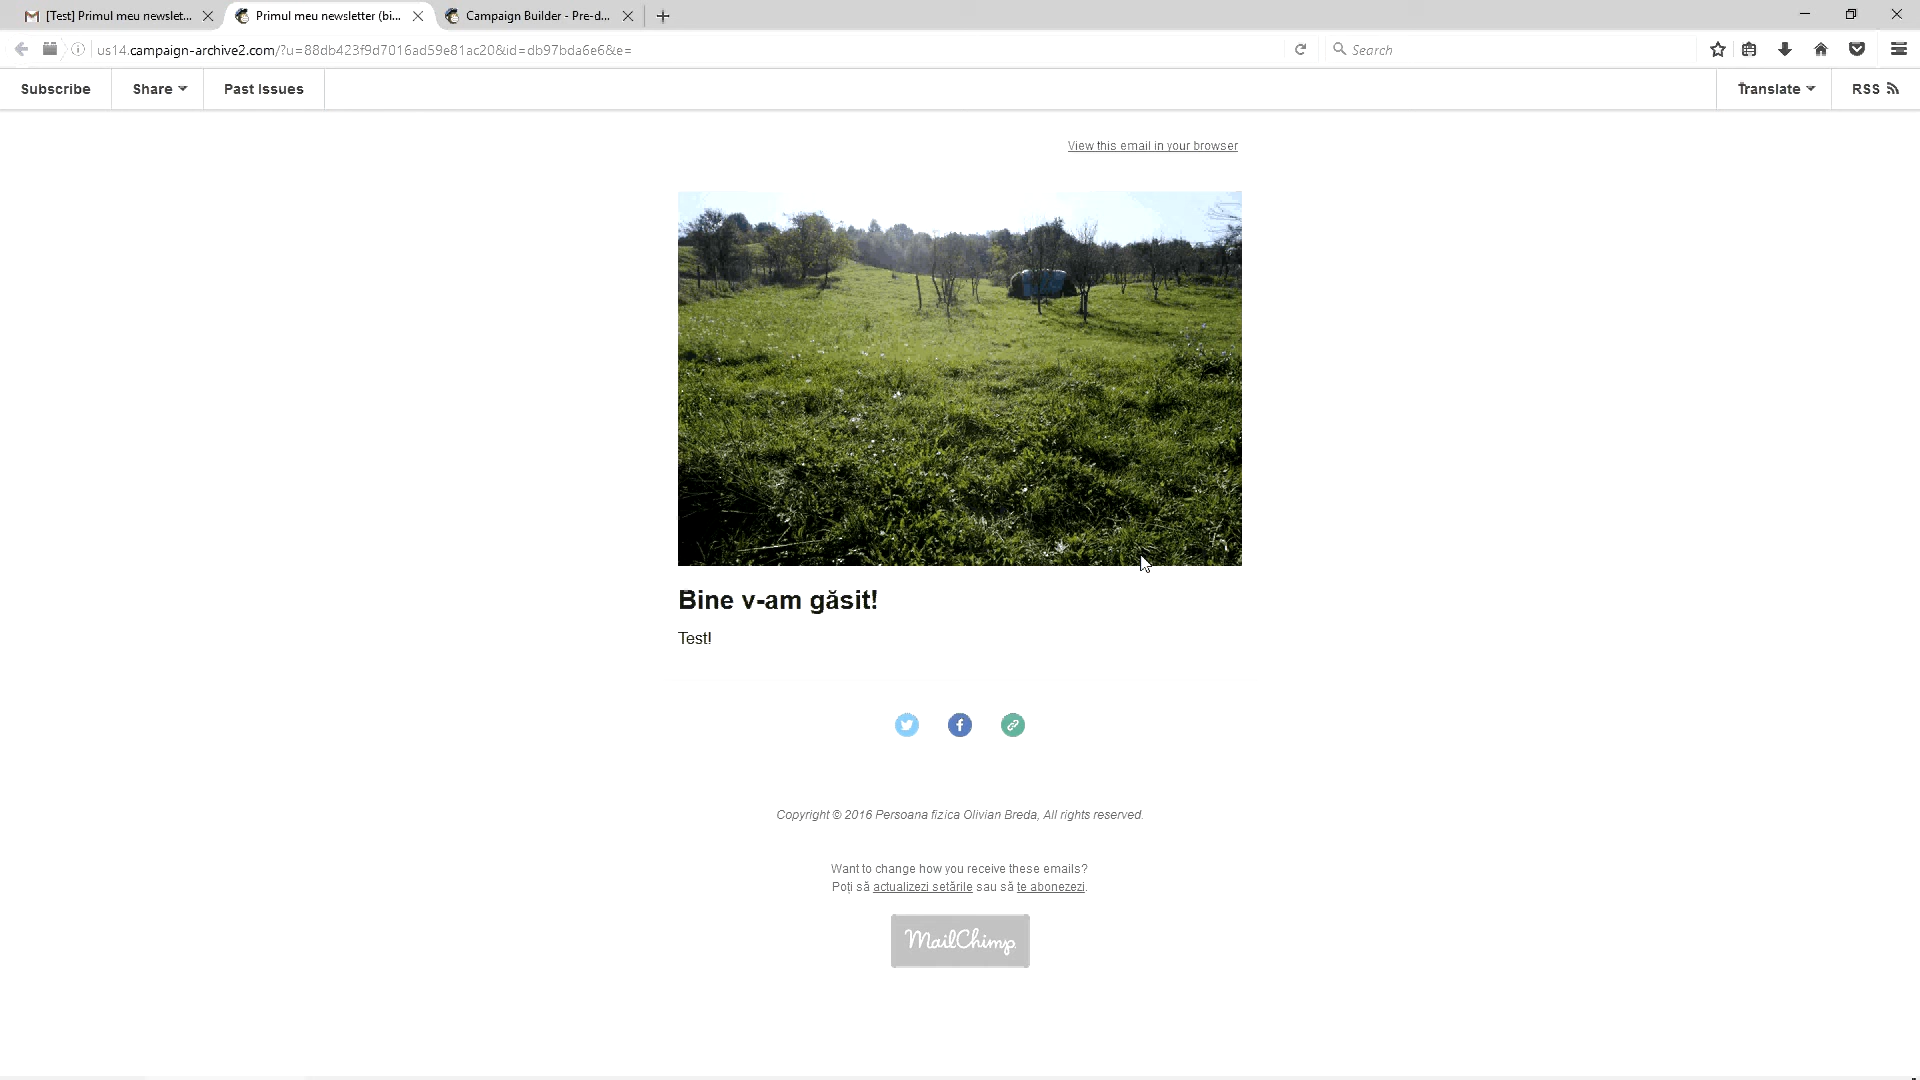 [Test] Primul meu newslet...
Primul meu newsletter (bi...
Campaign Builder - Pre-d...
us14.campaign-archive2.com/?u=88db423f9d7016ad59e81ac20&id=db97bda6e6&e=
Search
Subscribe
Share
Past Issues
Translate
RSS
View this email in your browser
Bine v-am găsit!
Test!
Copyright © 2016 Persoana fizica Olivian Breda, All rights reserved.
Want to change how you receive these emails?
Poți să actualizezi setările sau să te abonezezi.
MailChimp